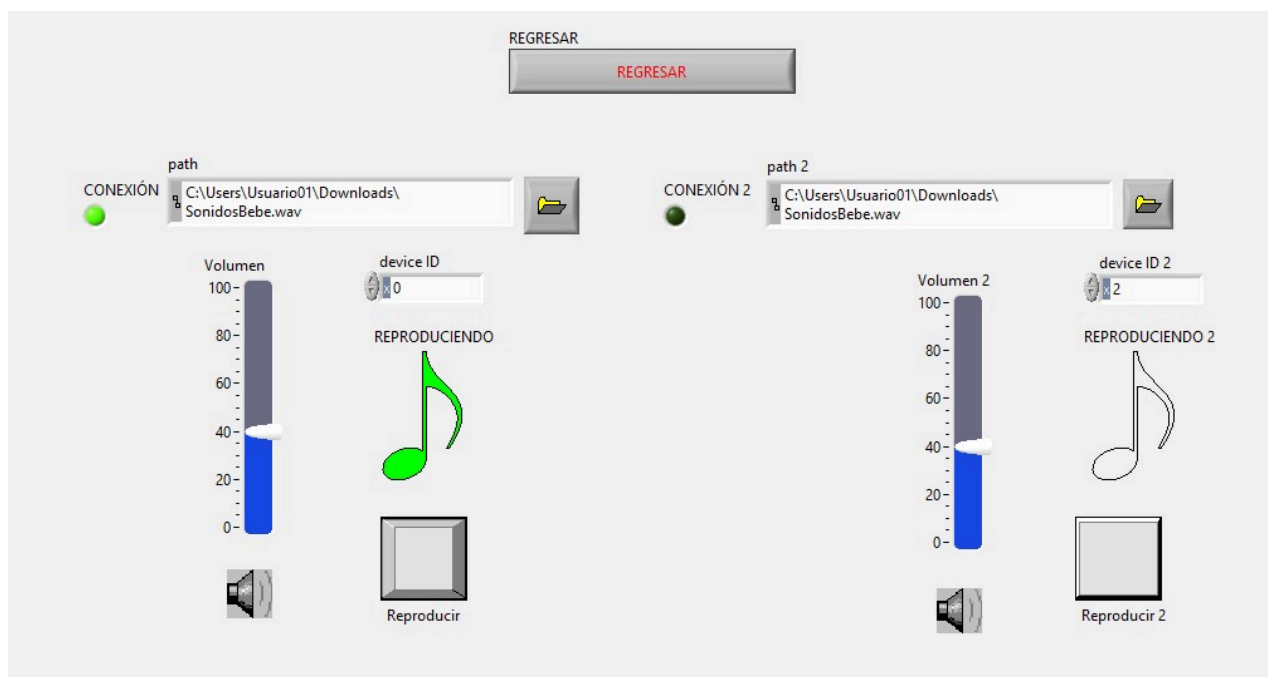 REGRESAR
REGRESAR
path
CONEXIÓN
C:\Users\Usuario01\Downloads\
SonidosBebe.wav
path 2
CONEXIÓN 2
C:\Users\Usuario01\Downloads\
SonidosBebe.wav
Volumen
100
80
60
40
20
0
device ID
x 0
REPRODUCIENDO
Reproducir
Volumen 2
100
80
60
40
20
0
device ID 2
x 2
REPRODUCIENDO 2
Reproducir 2